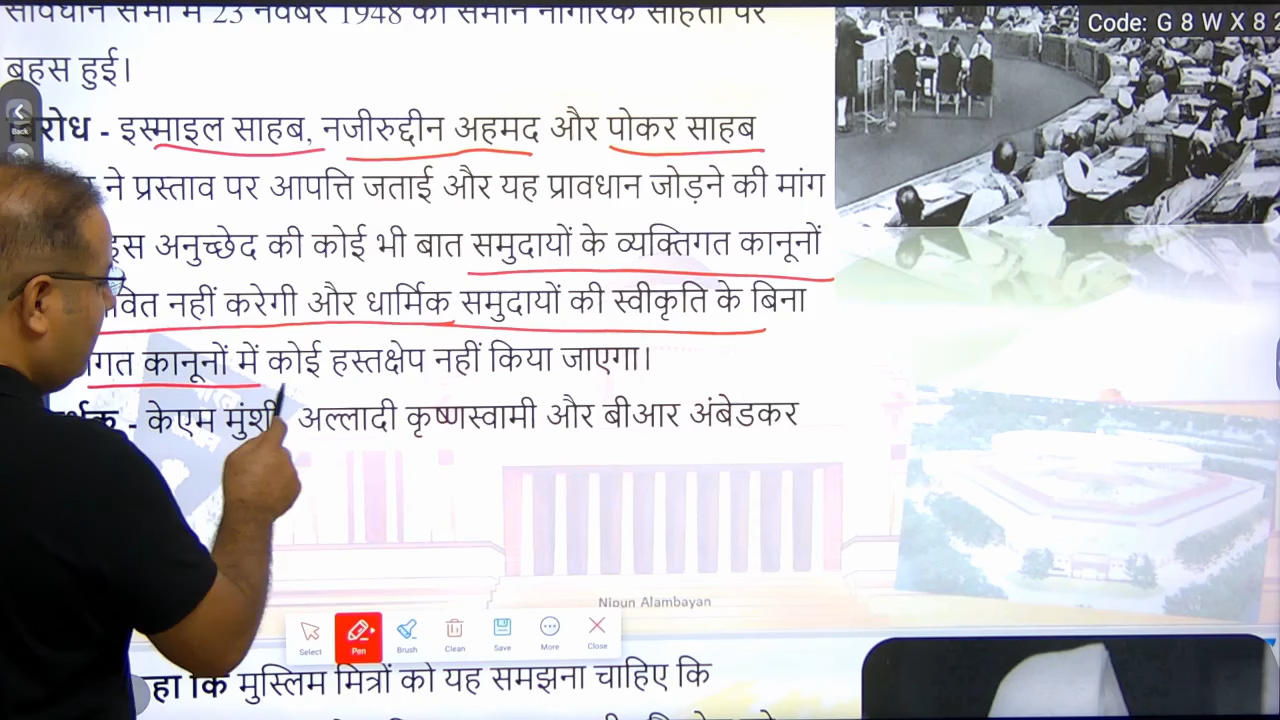 संविधान सभा में 23 नवंबर 1948 को समान नागरिक संहिता पर
Code: G 8 W X 8 2
बहस हुई।
Back
रोध - इस्माइल साहब, नजीरुद्दीन अहमद और पोकर साहब
ने प्रस्ताव पर आपत्ति जताई और यह प्रावधान जोड़ने की मांग
इस अनुच्छेद की कोई भी बात समुदायों के व्यक्तिगत कानूनों
वित नहीं करेगी और धार्मिक समुदायों की स्वीकृति के बिना
गत कानूनों में कोई हस्तक्षेप नहीं किया जाएगा।
र्थक - केएम मुंशी, अल्लादी कृष्णस्वामी और बीआर अंबेडकर
Nipun Alambayan
Select Pen Brush Clean Save More Close
हा कि मुस्लिम मित्रों को यह समझना चाहिए कि